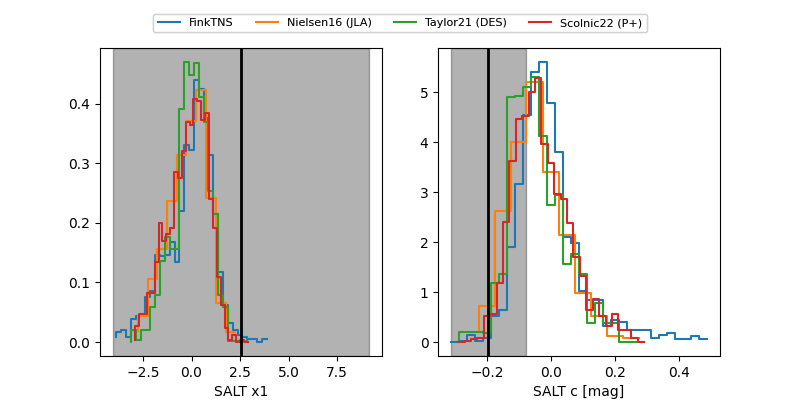 FinkTNS Nielsen16 (JLA) Taylor21 (DES) Scolnic22 (P+)
0.4
0.3
0.2
0.1
0.0
−2.5 0.0 2.5 5.0 7.5
SALT x1
5
4
3
2
1
0
−0.2 0.0 0.2 0.4
SALT c [mag]